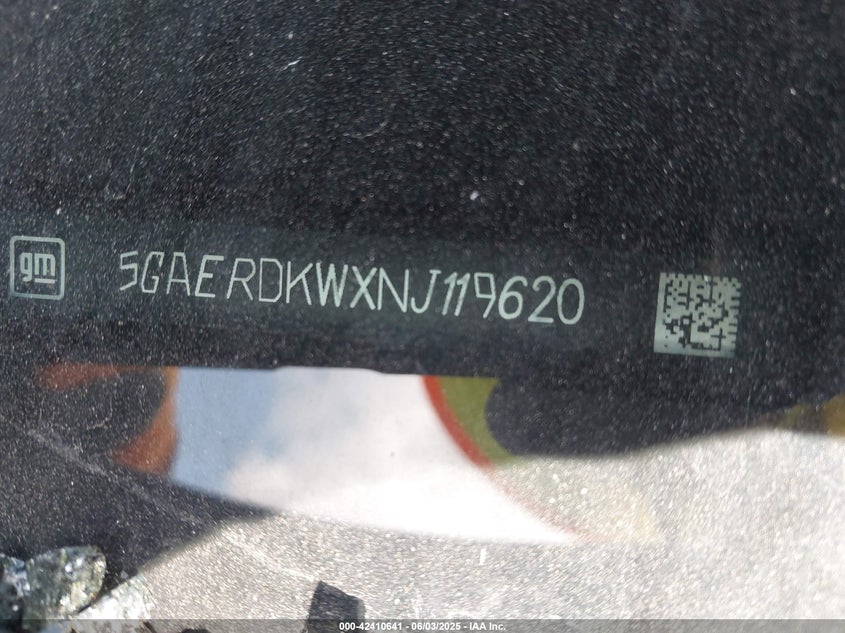 gm
5GAERDKWXNJ119620
000-42410641 - 06/03/2025 - IAA Inc.